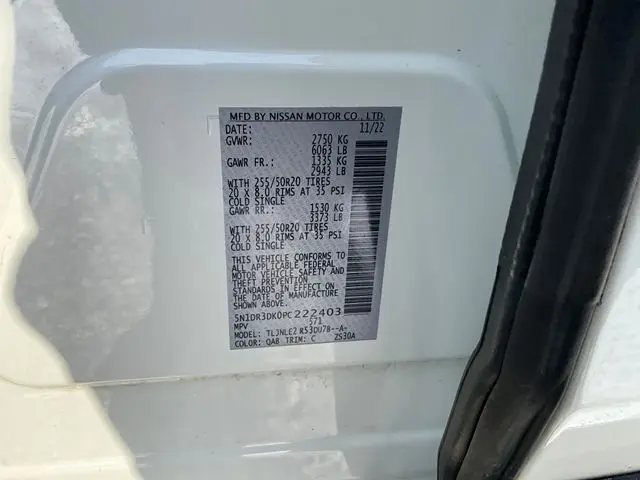 MFD BY NISSAN MOTOR CO., LTD.
DATE: 11/22
GVWR: 2750 KG
6063 LB
GAWR FR.: 1335 KG
2943 LB
WITH 255/50R20 TIRES
20 X 8.0 RIMS AT 35 PSI
COLD SINGLE
GAWR RR.: 1530 KG
3373 LB
WITH 255/50R20 TIRES
20 X 8.0 RIMS AT 35 PSI
COLD SINGLE
THIS VEHICLE CONFORMS TO
ALL APPLICABLE FEDERAL
MOTOR VEHICLE SAFETY AND
THEFT PREVENTION
STANDARDS IN EFFECT ON
THE DATE OF MANUFACTURE
SHOWN ABOVE.
5N1DR3DK0PC222403
MPV 571
MODEL: TLJNLE2 R53DU78--A-
COLOR: QAB TRIM: C ZS30A